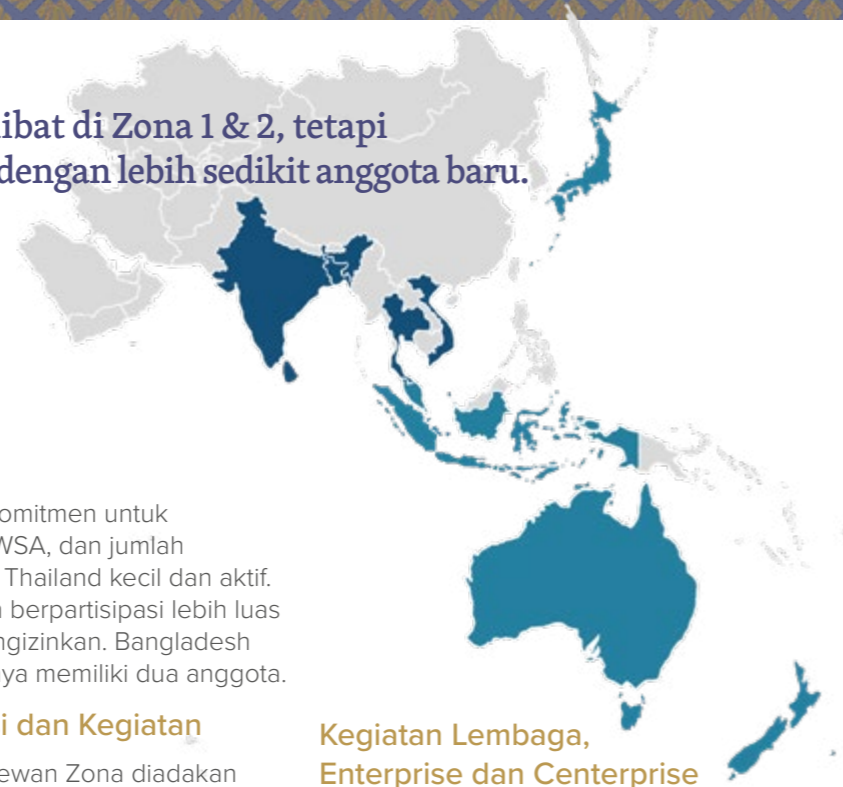 ibat di Zona 1 & 2, tetapi
dengan lebih sedikit anggota baru.
omitmen untuk
WSA, dan jumlah
Thailand kecil dan aktif.
berpartisipasi lebih luas
ngizinkan. Bangladesh
ya memiliki dua anggota.
i dan Kegiatan
ewan Zona diadakan
Kegiatan Lembaga,
Enterprise dan Centerprise